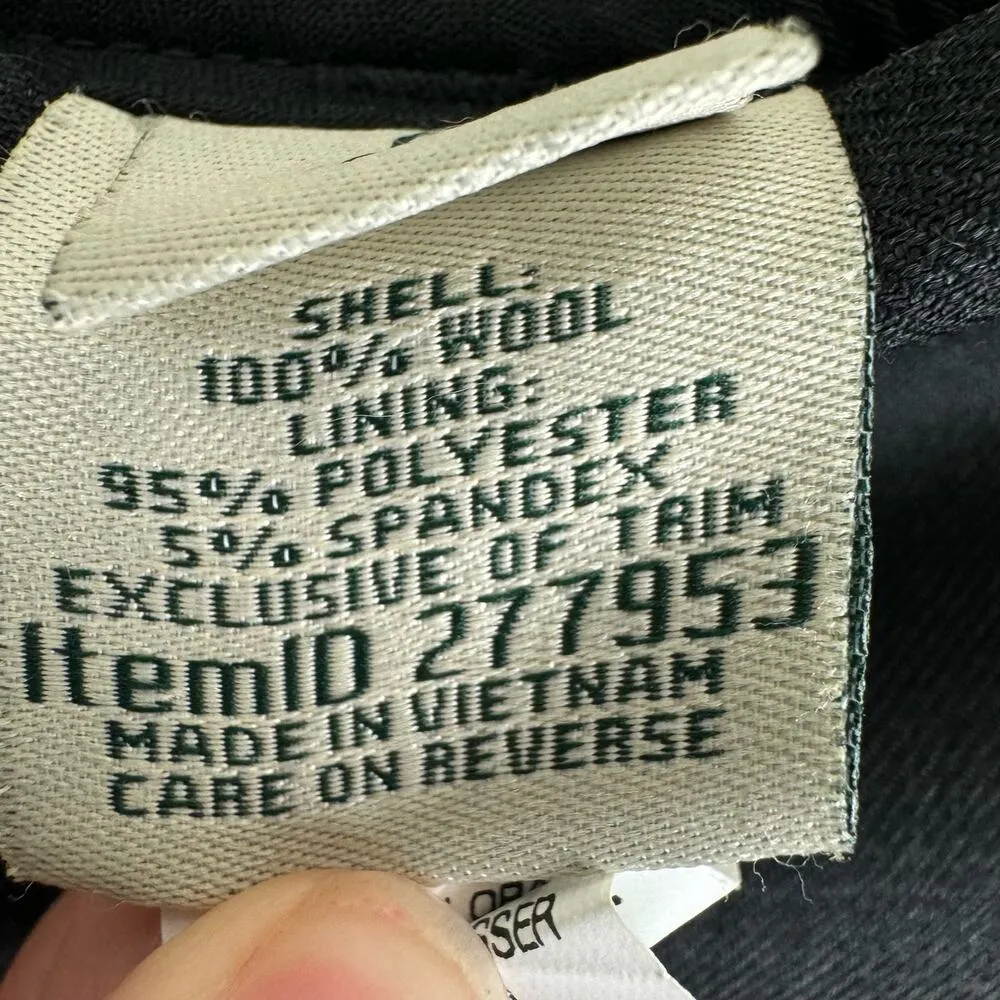 SHELL:
100% WOOL
LINING:
95% POLYESTER
5% SPANDEX
EXCLUSIVE OF TRIM
ItemID 277953
MADE IN VIETNAM
CARE ON REVERSE